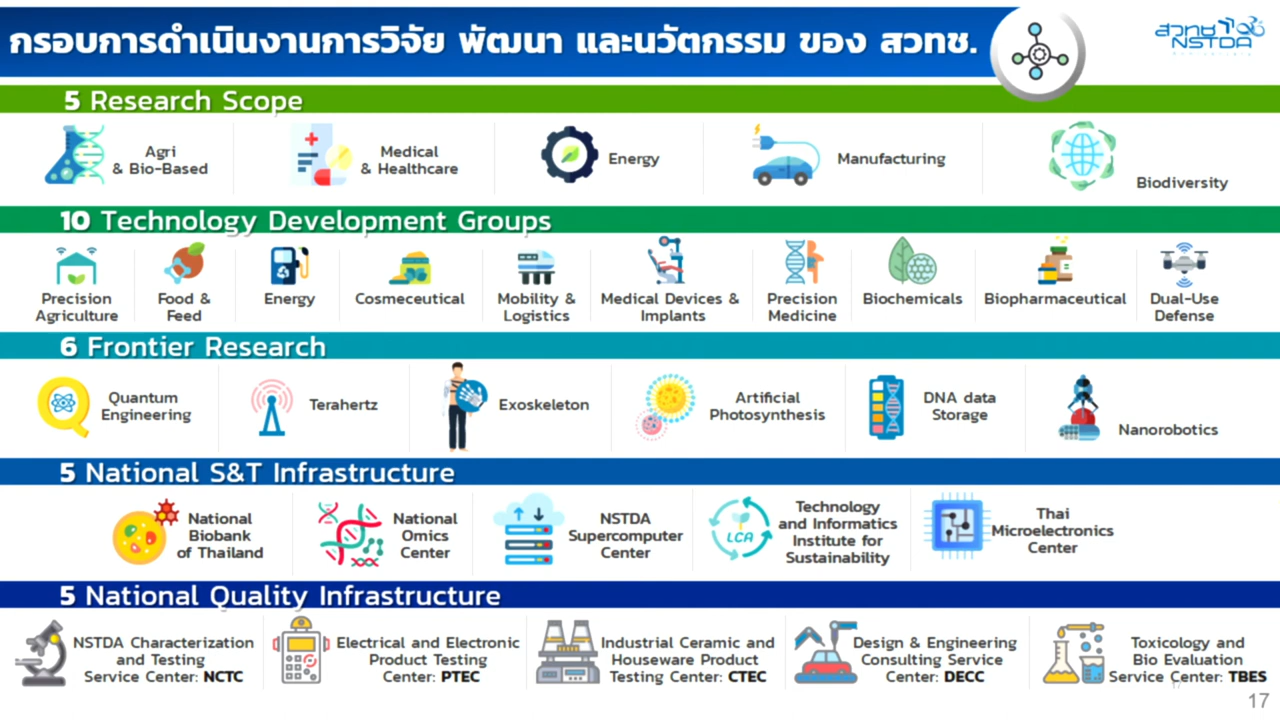 กรอบการดำเนินงานการวิจัย พัฒนา และนวัตกรรม ของ สวทช.
สวทช
NSTDA
5 Research Scope
Agri
& Bio-Based
Medical
& Healthcare
Energy
Manufacturing
Biodiversity
10 Technology Development Groups
Precision
Agriculture
Food &
Feed
Energy
Cosmeceutical
Mobility &
Logistics
Medical Devices &
Implants
Precision
Medicine
Biochemicals
Biopharmaceutical
Dual-Use
Defense
6 Frontier Research
Quantum
Engineering
Terahertz
Exoskeleton
Artificial
Photosynthesis
DNA data
Storage
Nanorobotics
5 National S&T Infrastructure
National
Biobank
of Thailand
National
Omics
Center
NSTDA
Supercomputer
Center
LCA
Technology
and Informatics
Institute for
Sustainability
Thai
Microelectronics
Center
5 National Quality Infrastructure
NSTDA Characterization
and Testing
Service Center: NCTC
Electrical and Electronic
Product Testing
Center: PTEC
Industrial Ceramic and
Houseware Product
Testing Center: CTEC
Design & Engineering
Consulting Service
Center: DECC
Toxicology and
Bio Evaluation
Service Center: TBES
17
17